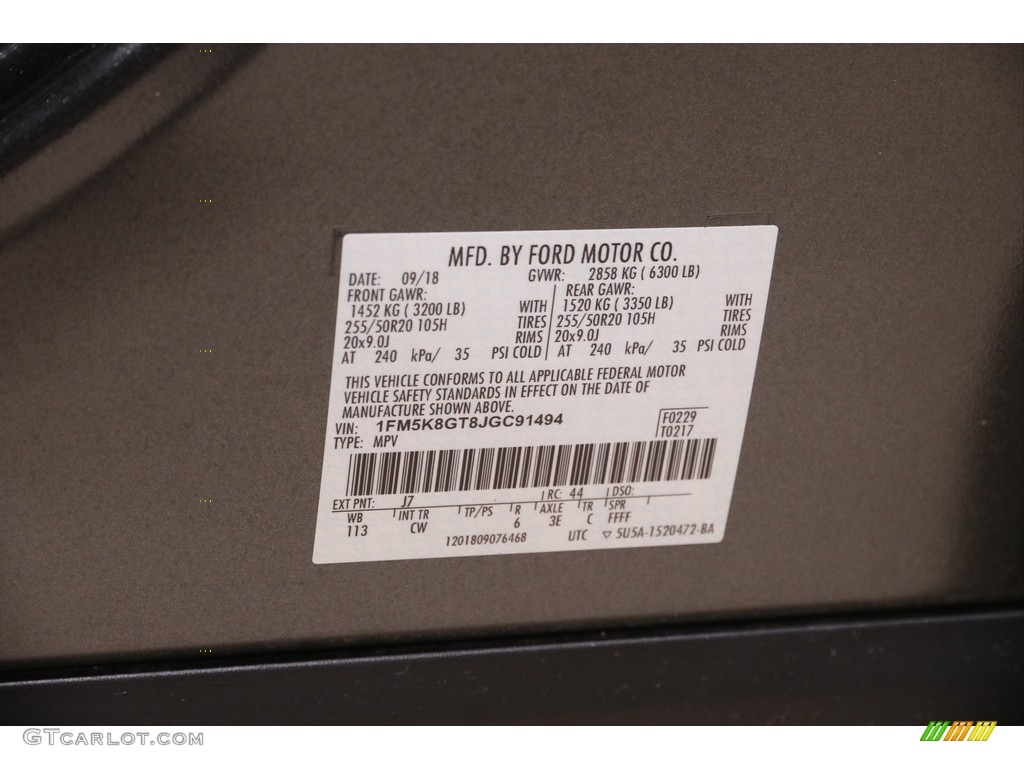 MFD. BY FORD MOTOR CO.
DATE: 09/18 GVWR: 2858 KG ( 6300 LB)
FRONT GAWR: REAR GAWR:
1452 KG ( 3200 LB) WITH 1520 KG ( 3350 LB) WITH
255/50R20 105H TIRES 255/50R20 105H TIRES
20x9.0J RIMS 20x9.0J RIMS
AT 240 kPa/ 35 PSI COLD AT 240 kPa/ 35 PSI COLD
THIS VEHICLE CONFORMS TO ALL APPLICABLE FEDERAL MOTOR
VEHICLE SAFETY STANDARDS IN EFFECT ON THE DATE OF
MANUFACTURE SHOWN ABOVE.
VIN: 1FM5K8GT8JGC91494 F0229
TYPE: MPV T0217
EXT PNT: J7 RC: 44 DSO:
WB INT TR TP/PS R AXLE TR SPR
113 CW 6 3E C FFFF
1201809076468 UTC ▽ 5U5A-1520472-BA
GTCarlot.com